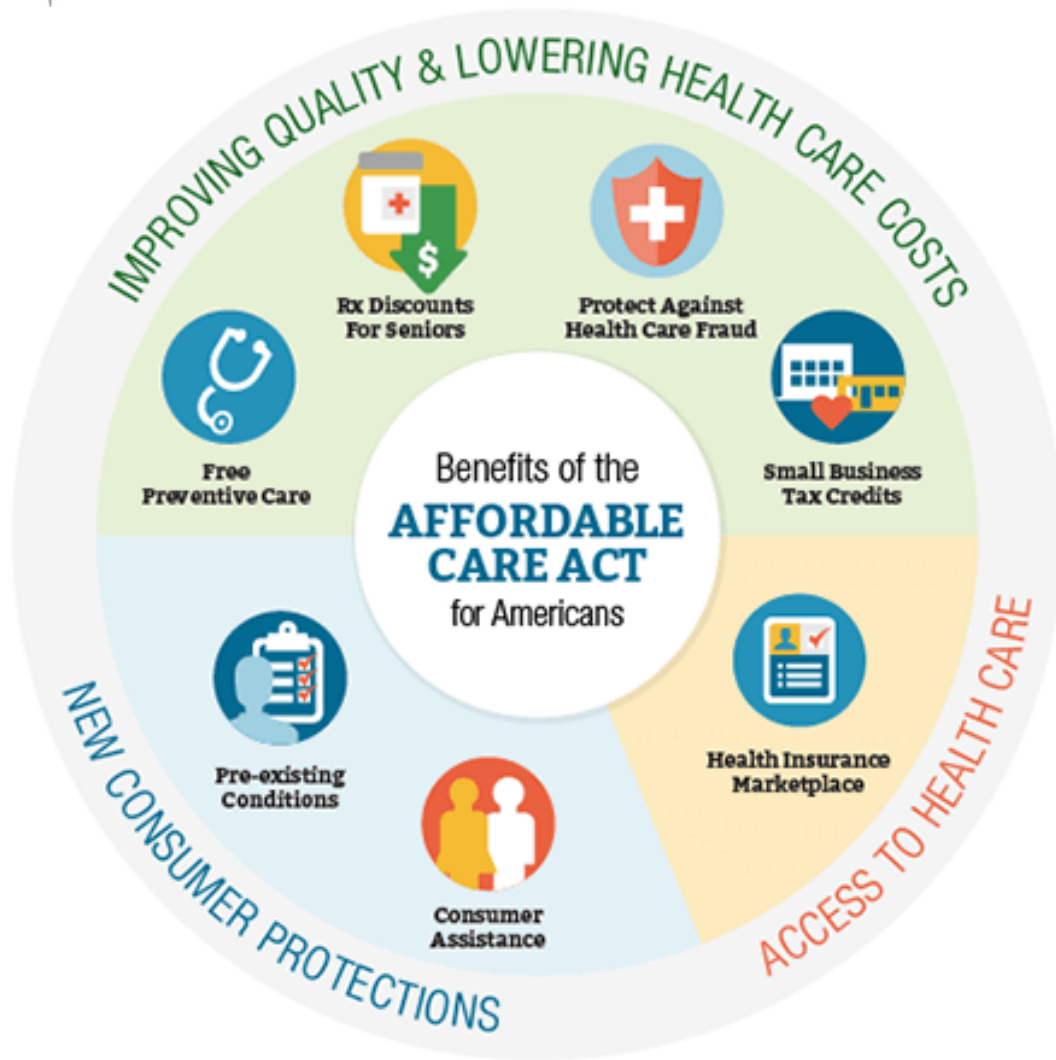 IMPROVING QUALITY & LOWERING HEALTH CARE COSTS
Rx Discounts
For Seniors
Protect Against
Health Care Fraud
Free
Preventive Care
Small Business
Tax Credits
Benefits of the
AFFORDABLE
CARE ACT
for Americans
Pre-existing
Conditions
Consumer
Assistance
Health Insurance
Marketplace
NEW CONSUMER PROTECTIONS
ACCESS TO HEALTH CARE
$